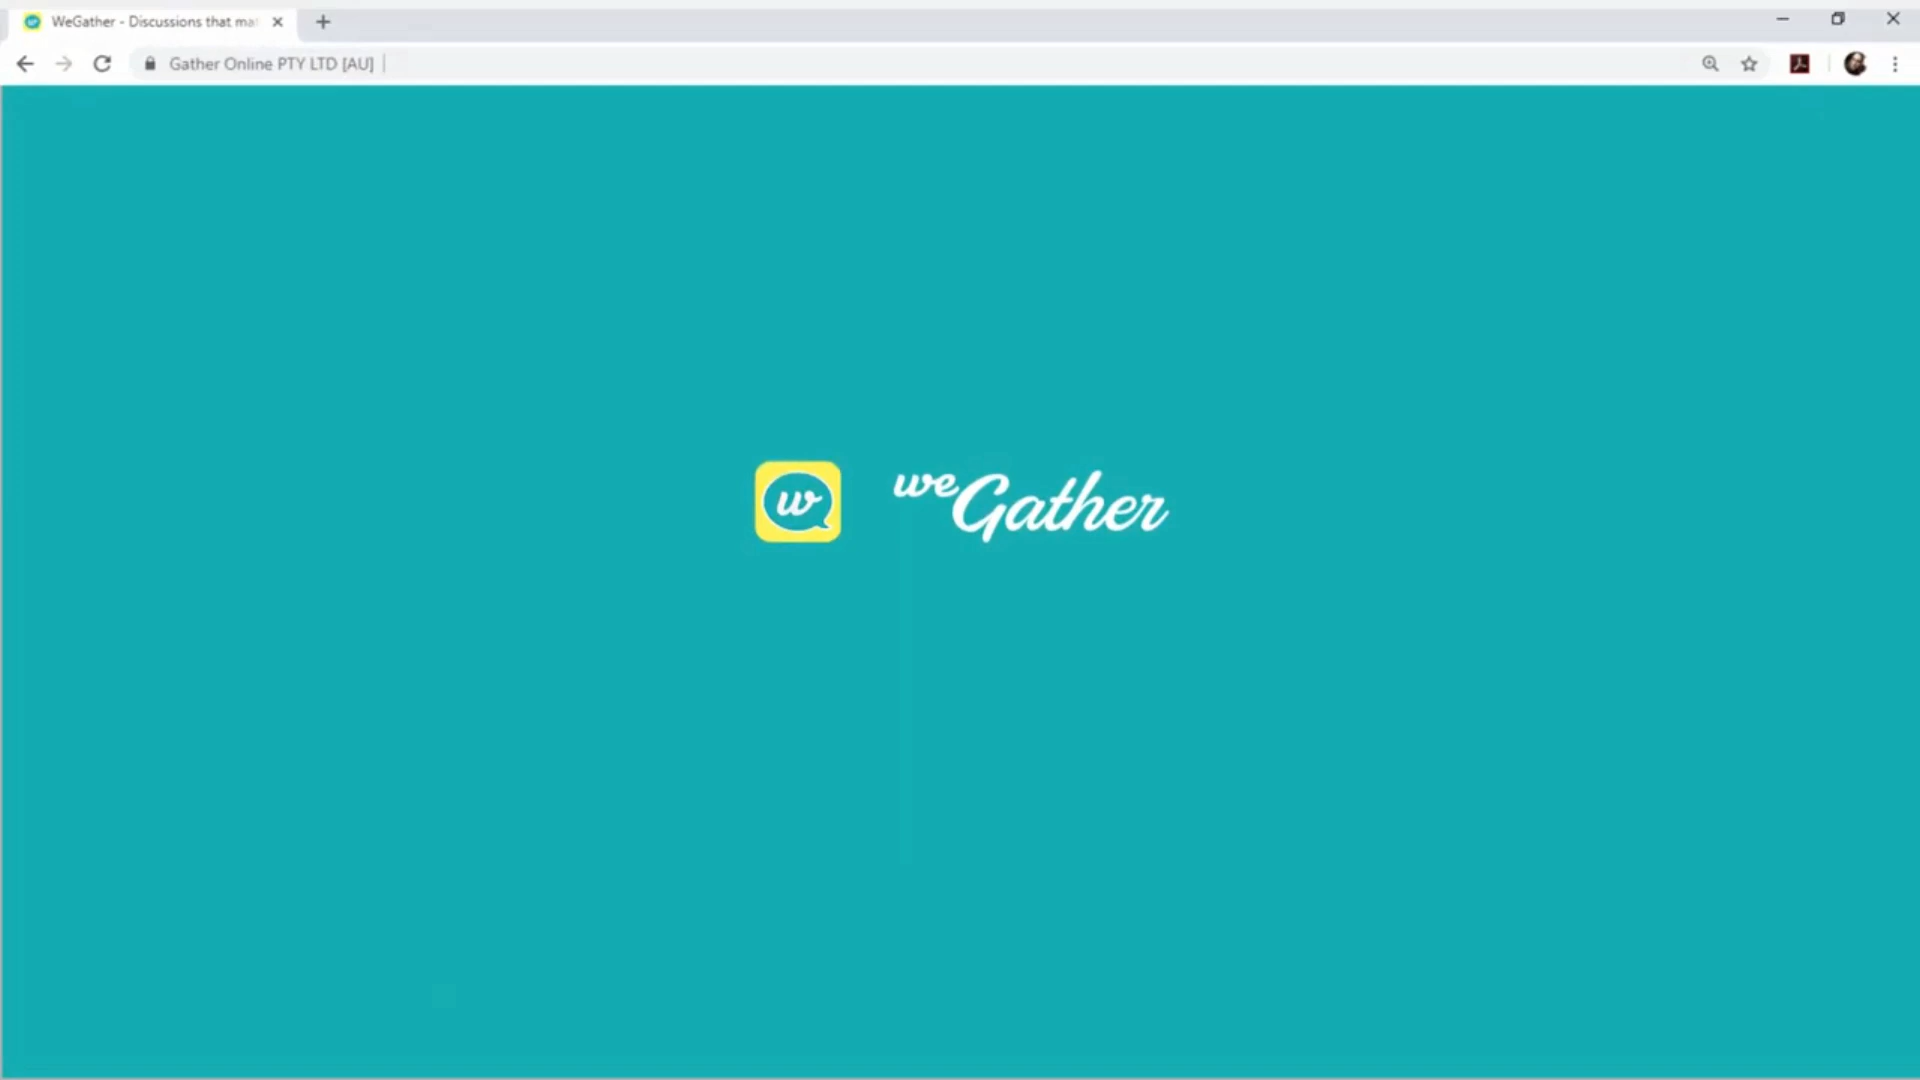 WeGather - Discussions that ma
Gather Online PTY LTD [AU] |
w
weGather